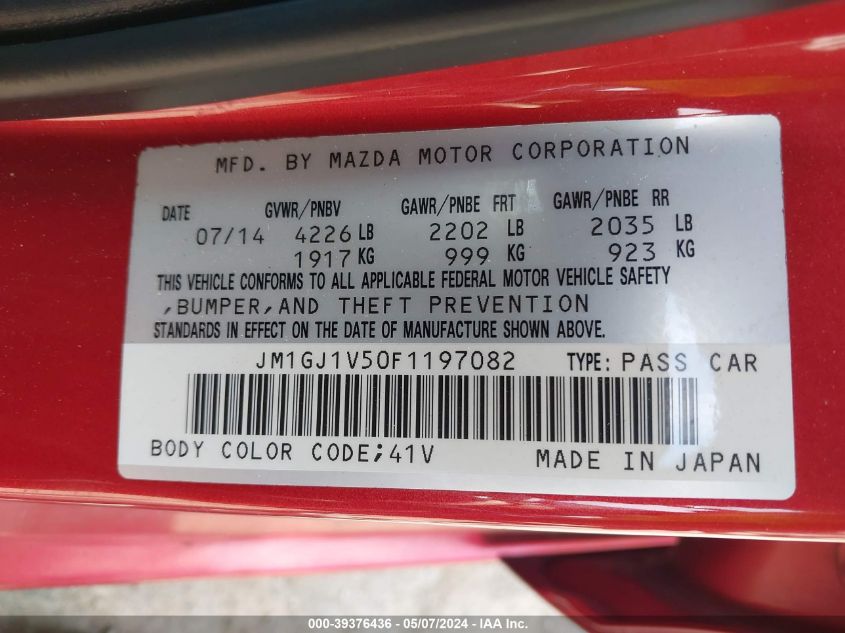 MFD. BY MAZDA MOTOR CORPORATION
DATE GVWR/PNBV GAWR/PNBE FRT GAWR/PNBE RR
07/14 4226 LB 2202 LB 2035 LB
1917 KG 999 KG 923 KG
THIS VEHICLE CONFORMS TO ALL APPLICABLE FEDERAL MOTOR VEHICLE SAFETY
,BUMPER,AND THEFT PREVENTION
STANDARDS IN EFFECT ON THE DATE OF MANUFACTURE SHOWN ABOVE.
JM1GJ1V50F1197082 TYPE: PASS CAR
BODY COLOR CODE;41V MADE IN JAPAN
000-39376436 - 05/07/2024 - IAA Inc.